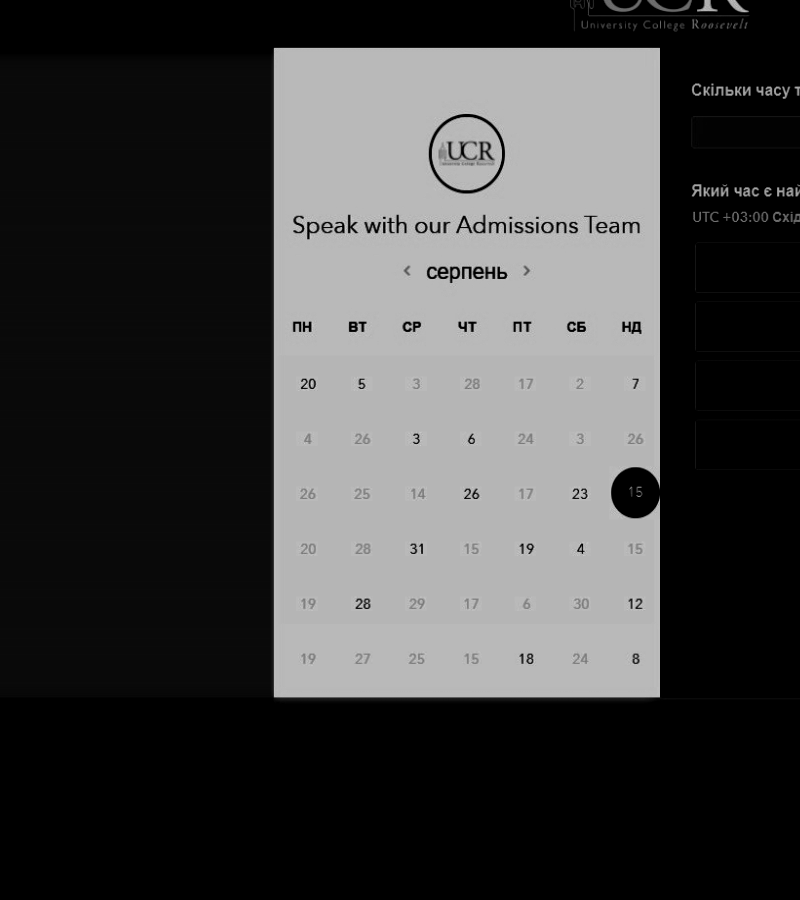 UCR
University College Roosevelt
UCR
Speak with our Admissions Team
‹ серпень ›
ПН ВТ СР ЧТ ПТ СБ НД
20 5 3 28 17 2 7
4 26 3 6 24 3 26
26 25 14 26 17 23 15
20 28 31 15 19 4 15
19 28 29 17 6 30 12
19 27 25 15 18 24 8
Скільки часу
Який час є
UTC +03:00